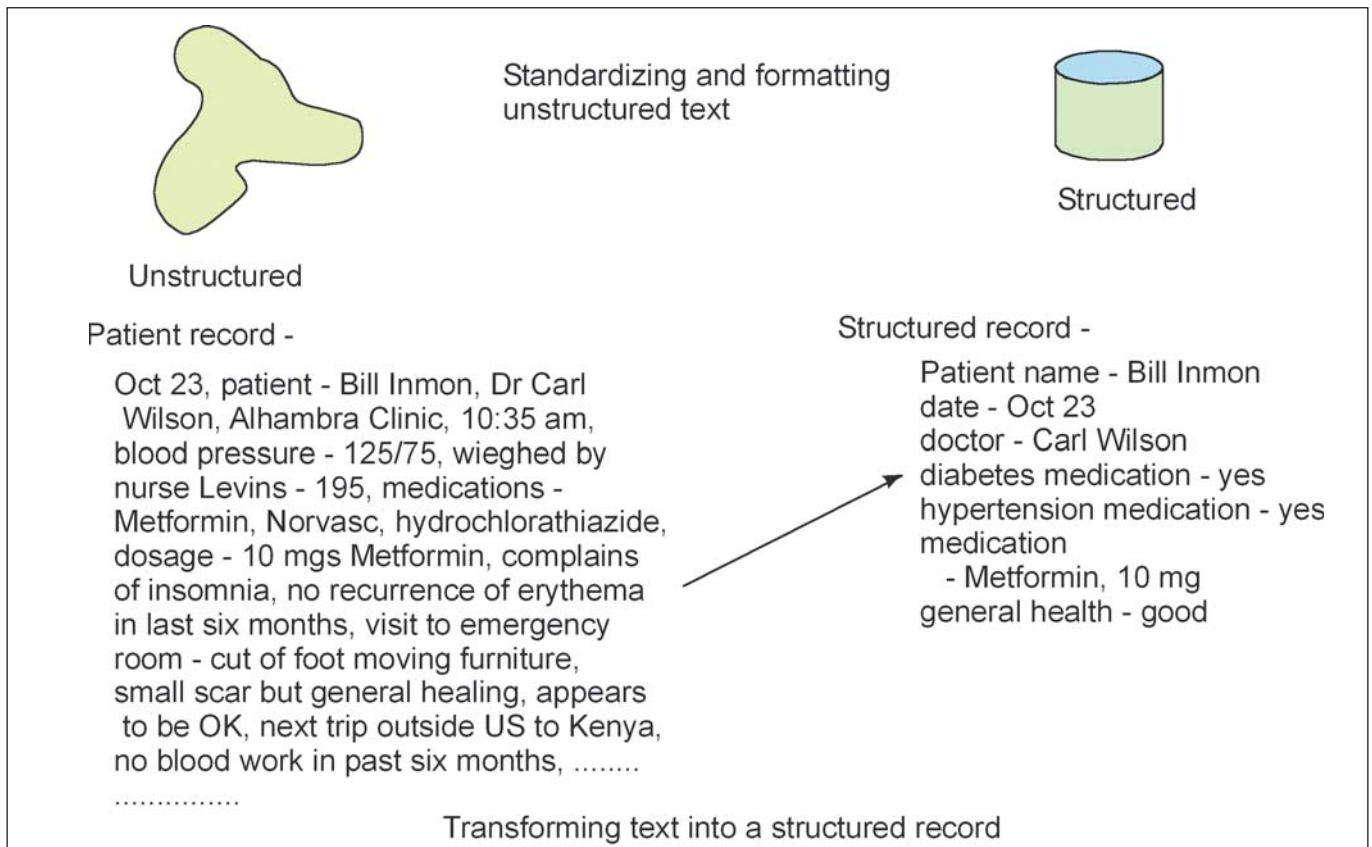 Standardizing and formatting
unstructured text
Structured
Unstructured
Patient record -
Oct 23, patient - Bill Inmon, Dr Carl
Wilson, Alhambra Clinic, 10:35 am,
blood pressure - 125/75, wieghed by
nurse Levins - 195, medications -
Metformin, Norvasc, hydrochlorathiazide,
dosage - 10 mgs Metformin, complains
of insomnia, no recurrence of erythema
in last six months, visit to emergency
room - cut of foot moving furniture,
small scar but general healing, appears
to be OK, next trip outside US to Kenya,
no blood work in past six months, ........
...............
Structured record -
Patient name - Bill Inmon
date - Oct 23
doctor - Carl Wilson
diabetes medication - yes
hypertension medication - yes
medication
- Metformin, 10 mg
general health - good
Transforming text into a structured record